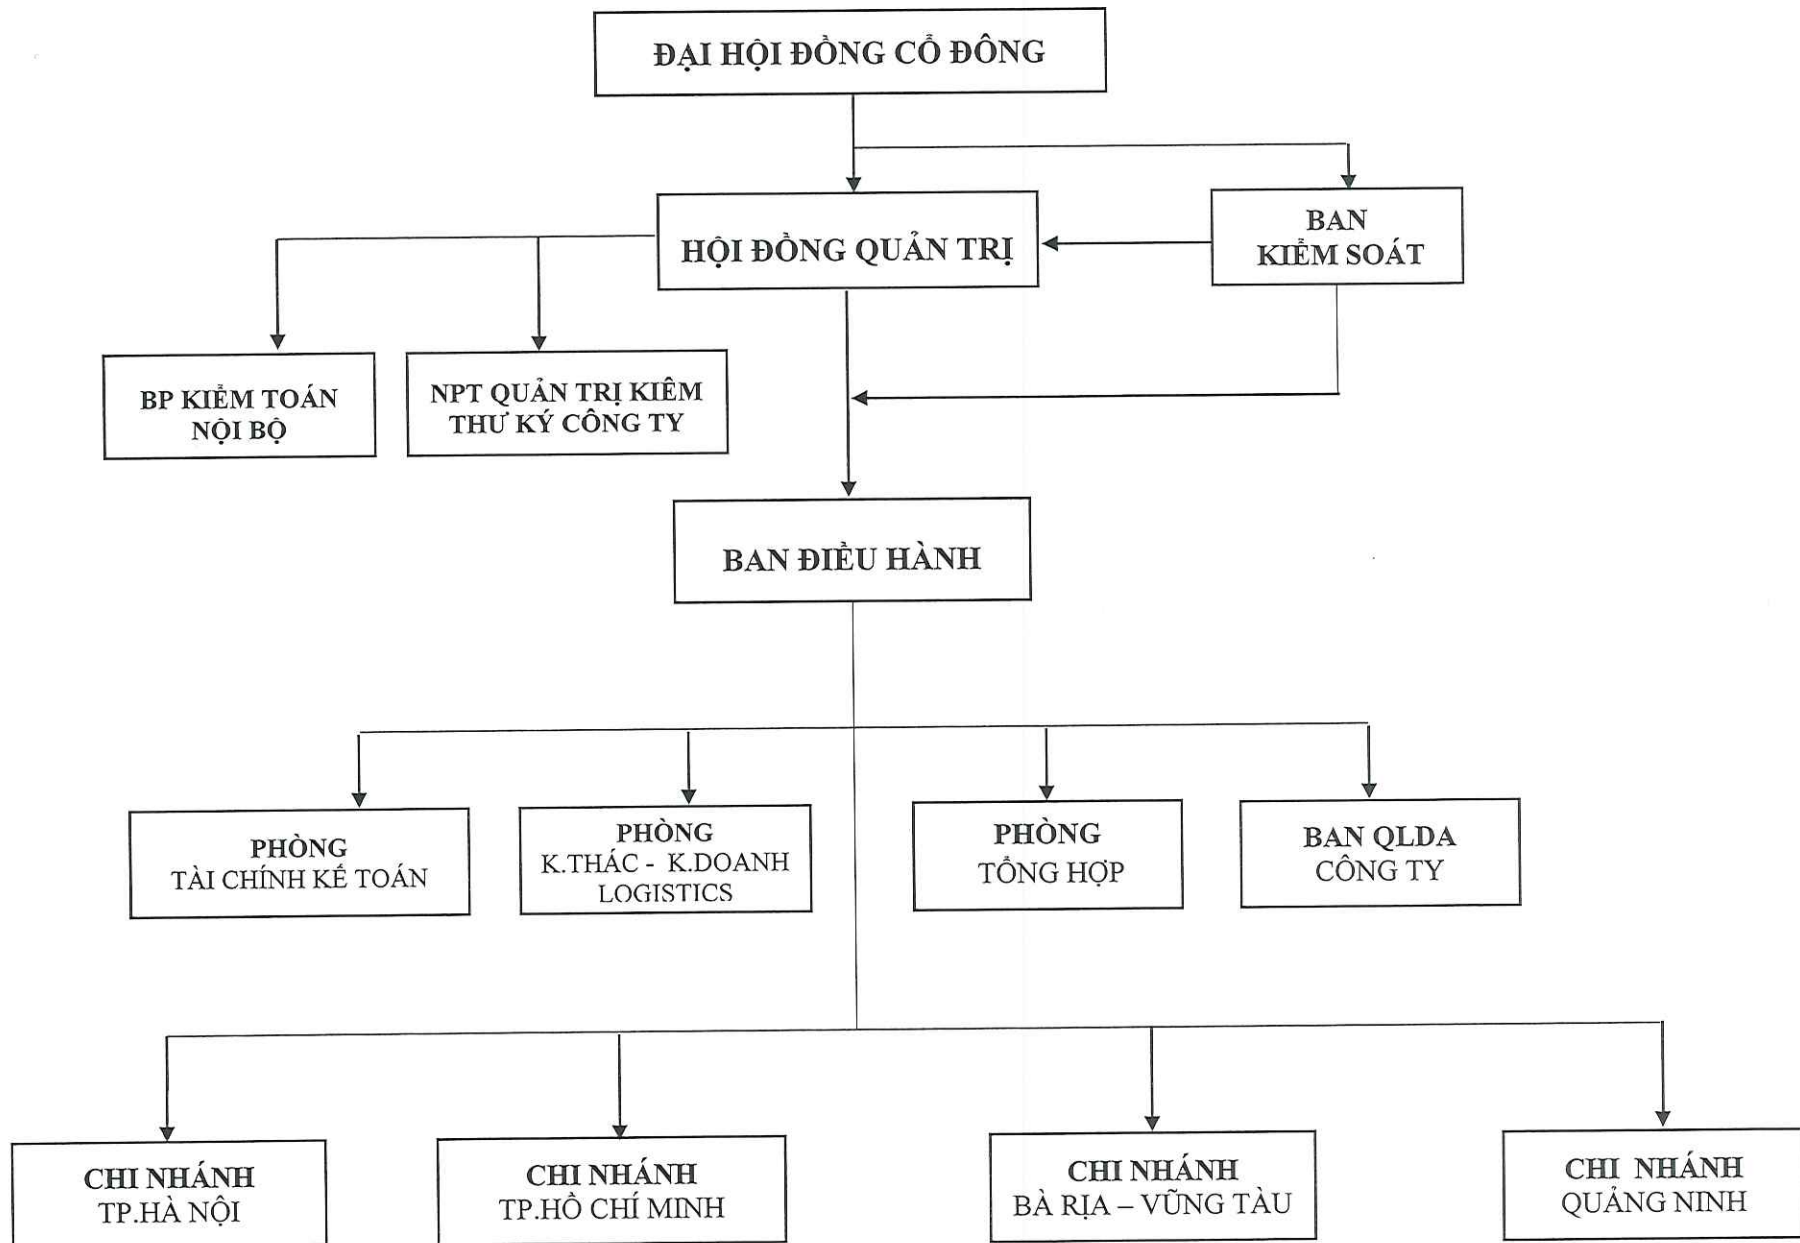 ĐẠI HỘI ĐỒNG CỔ ĐÔNG
HỘI ĐỒNG QUẢN TRỊ
BAN
KIỂM SOÁT
BP KIỂM TOÁN
NỘI BỘ
NPT QUẢN TRỊ KIÊM
THƯ KÝ CÔNG TY
BAN ĐIỀU HÀNH
PHÒNG
TÀI CHÍNH KẾ TOÁN
PHÒNG
K.THÁC - K.DOANH
LOGISTICS
PHÒNG
TỔNG HỢP
BAN QLDA
CÔNG TY
CHI NHÁNH
TP.HÀ NỘI
CHI NHÁNH
TP.HỒ CHÍ MINH
CHI NHÁNH
BÀ RỊA – VŨNG TÀU
CHI NHÁNH
QUẢNG NINH